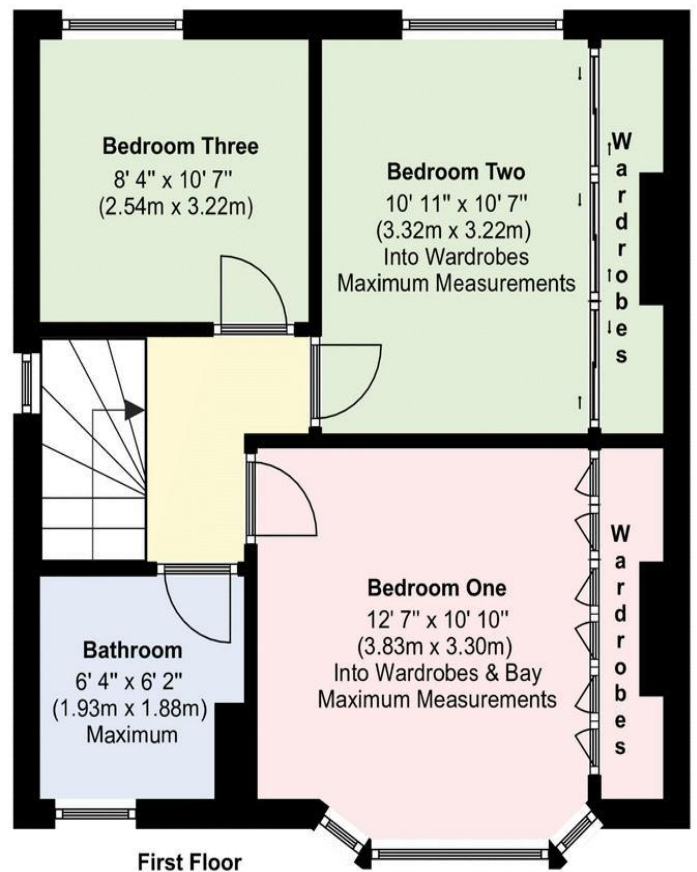 Bedroom Three
8' 4" x 10' 7"
(2.54m x 3.22m)
Bedroom Two
10' 11" x 10' 7"
(3.32m x 3.22m)
Into Wardrobes
Maximum Measurements
Wardrobes
Bedroom One
12' 7" x 10' 10"
(3.83m x 3.30m)
Into Wardrobes & Bay
Maximum Measurements
Wardrobes
Bathroom
6' 4" x 6' 2"
(1.93m x 1.88m)
Maximum
First Floor